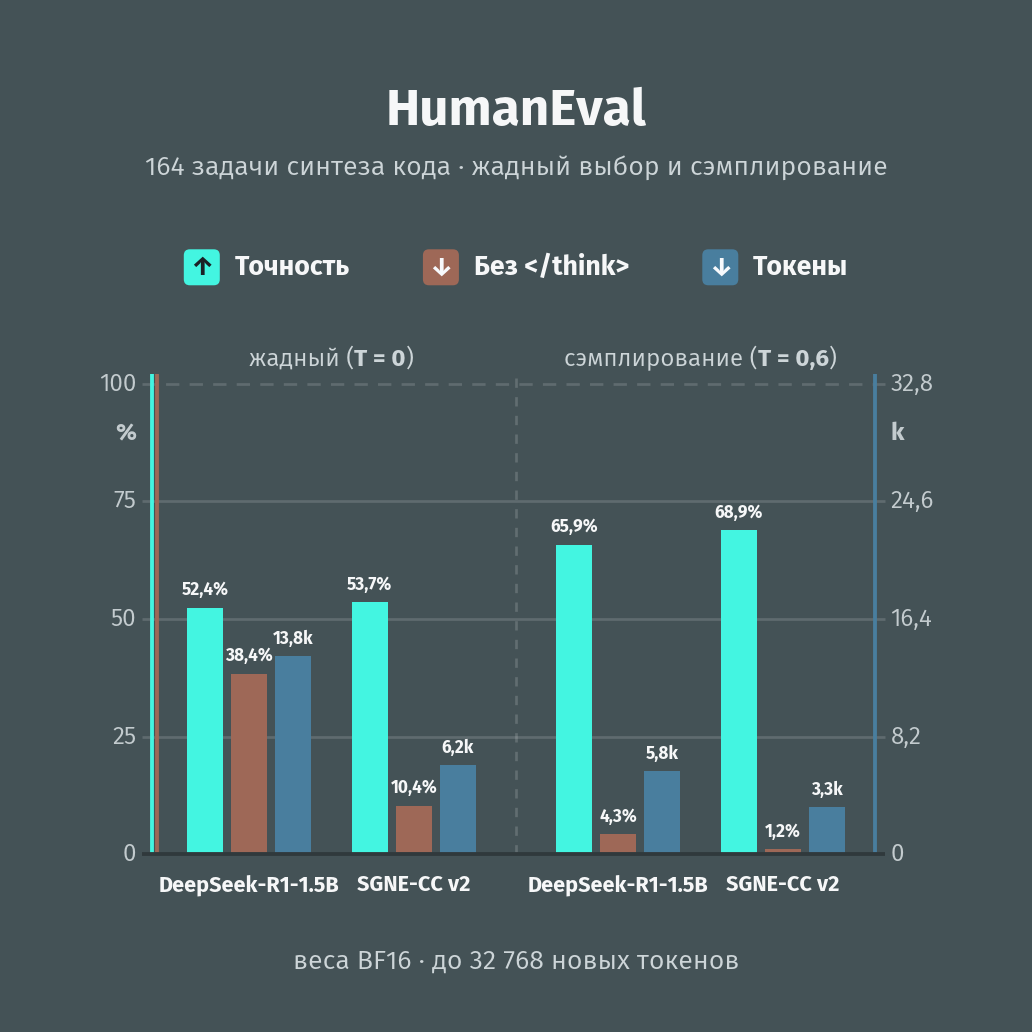 HumanEval
164 задачи синтеза кода · жадный выбор и сэмплирование
↑ Точность ↓ Без </think> ↓ Токены
жадный (T = 0) сэмплирование (T = 0,6)
100 32,8
% k
75 24,6
68,9%
65,9%
52,4% 53,7%
50 16,4
13,8k
38,4%
6,2k 5,8k
25 8,2
10,4% 3,3k
4,3% 1,2%
0 0
DeepSeek-R1-1.5B SGNE-CC v2 DeepSeek-R1-1.5B SGNE-CC v2
веса BF16 · до 32 768 новых токенов